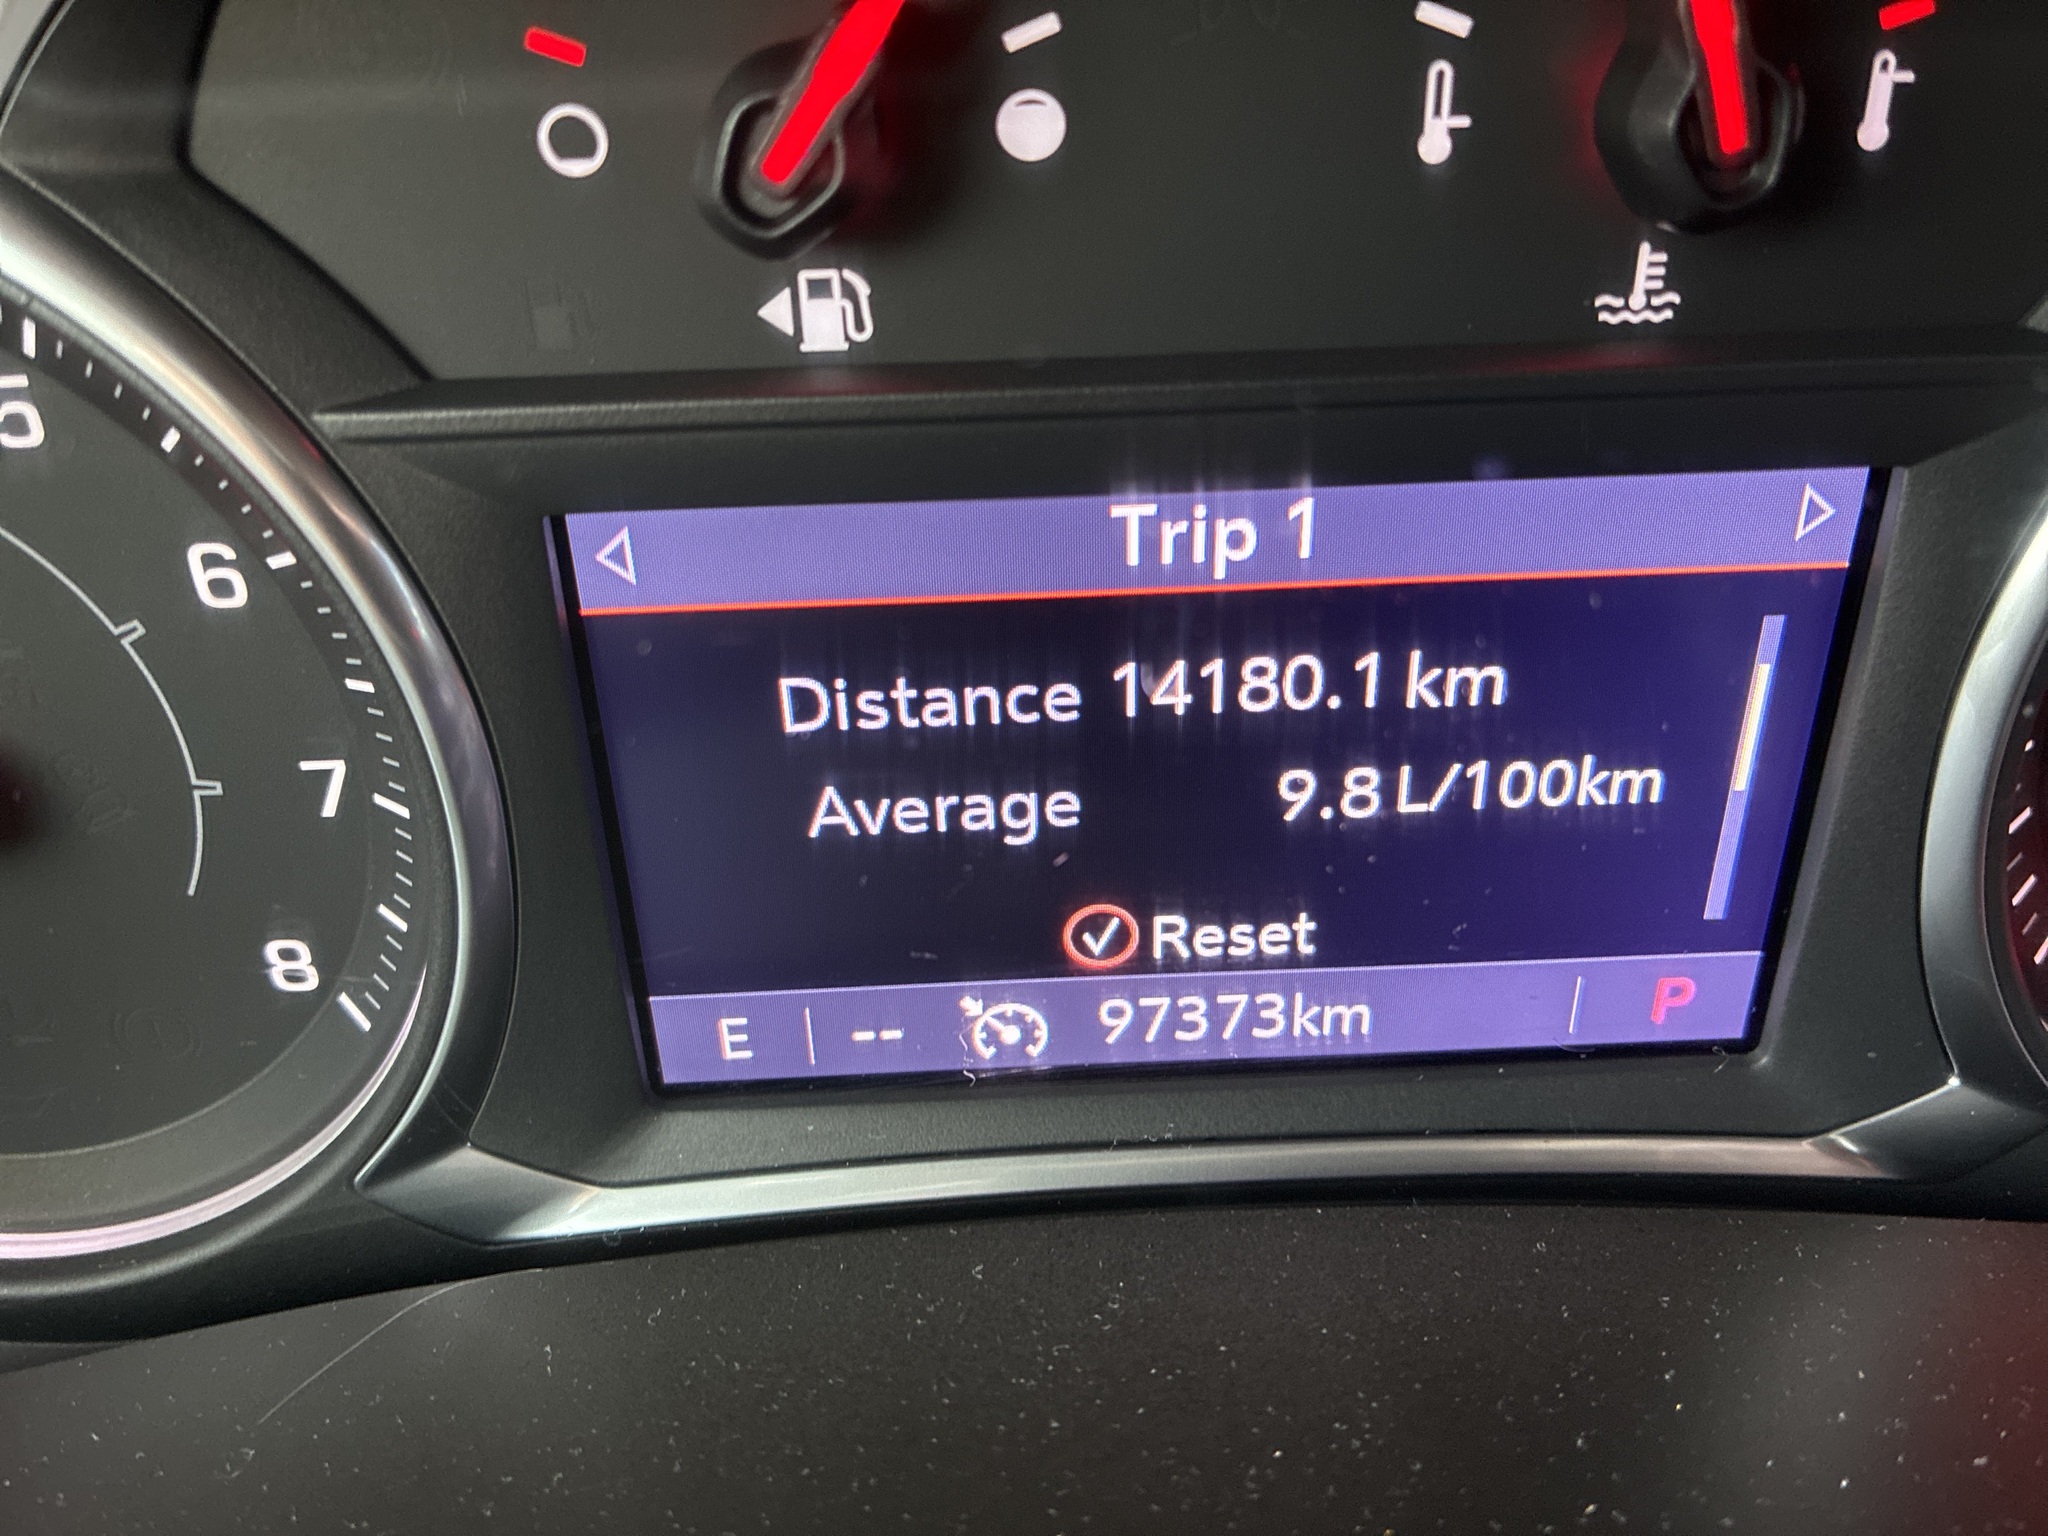 Trip 1
Distance 14180.1 km
Average 9.8 L/100km
Reset
E -- 97373km P
5
6
7
8